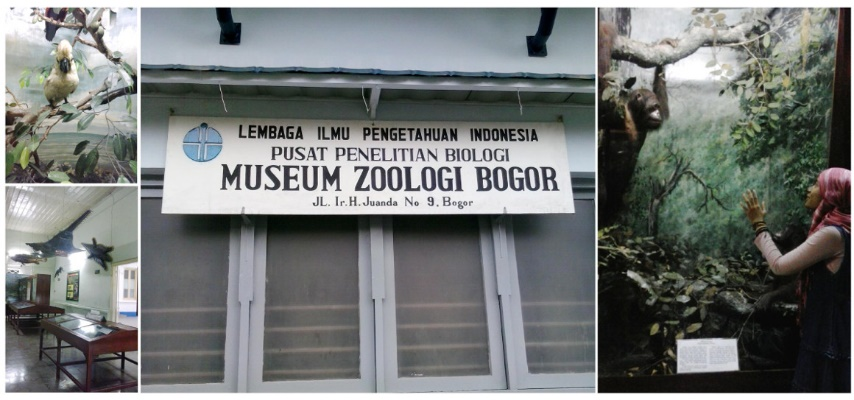 LEMBAGA ILMU PENGETAHUAN INDONESIA
PUSAT PENELITIAN BIOLOGI
MUSEUM ZOOLOGI BOGOR
JL. Ir.H.Juanda No 9. Bogor